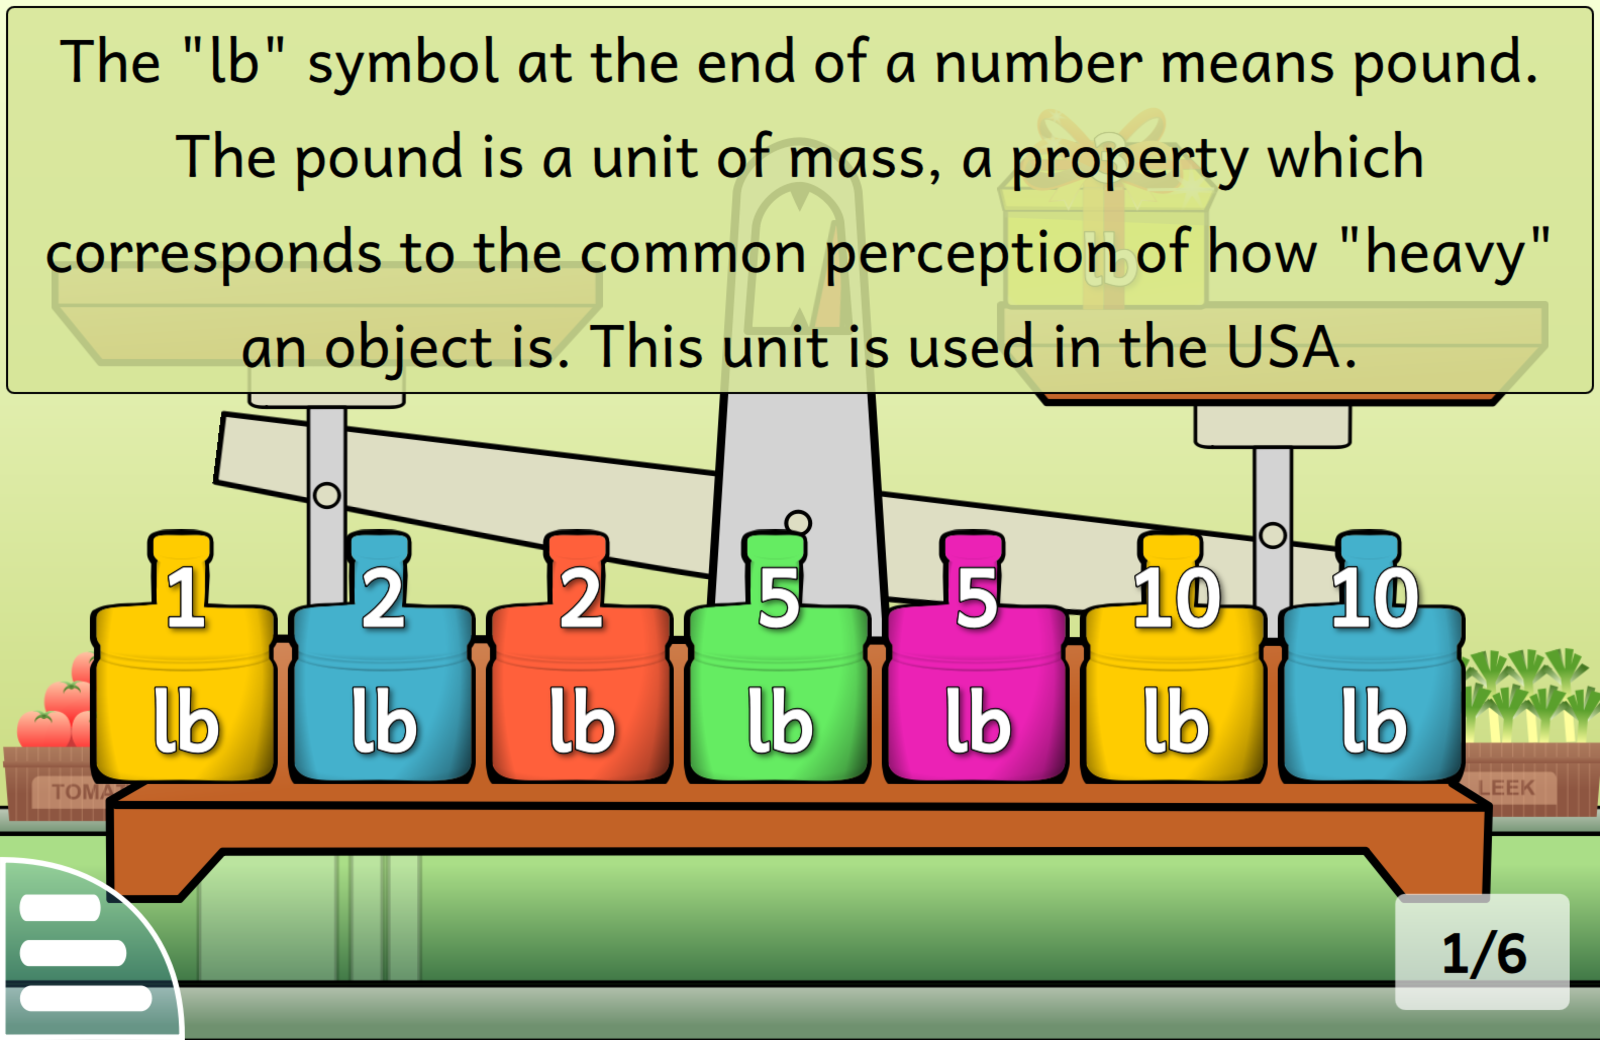 The "lb" symbol at the end of a number means pound.
The pound is a unit of mass, a property which
corresponds to the common perception of how "heavy"
an object is. This unit is used in the USA.
3
lb
1 2 2 5 5 10 10
lb lb lb lb lb lb lb
LEEK
1/6